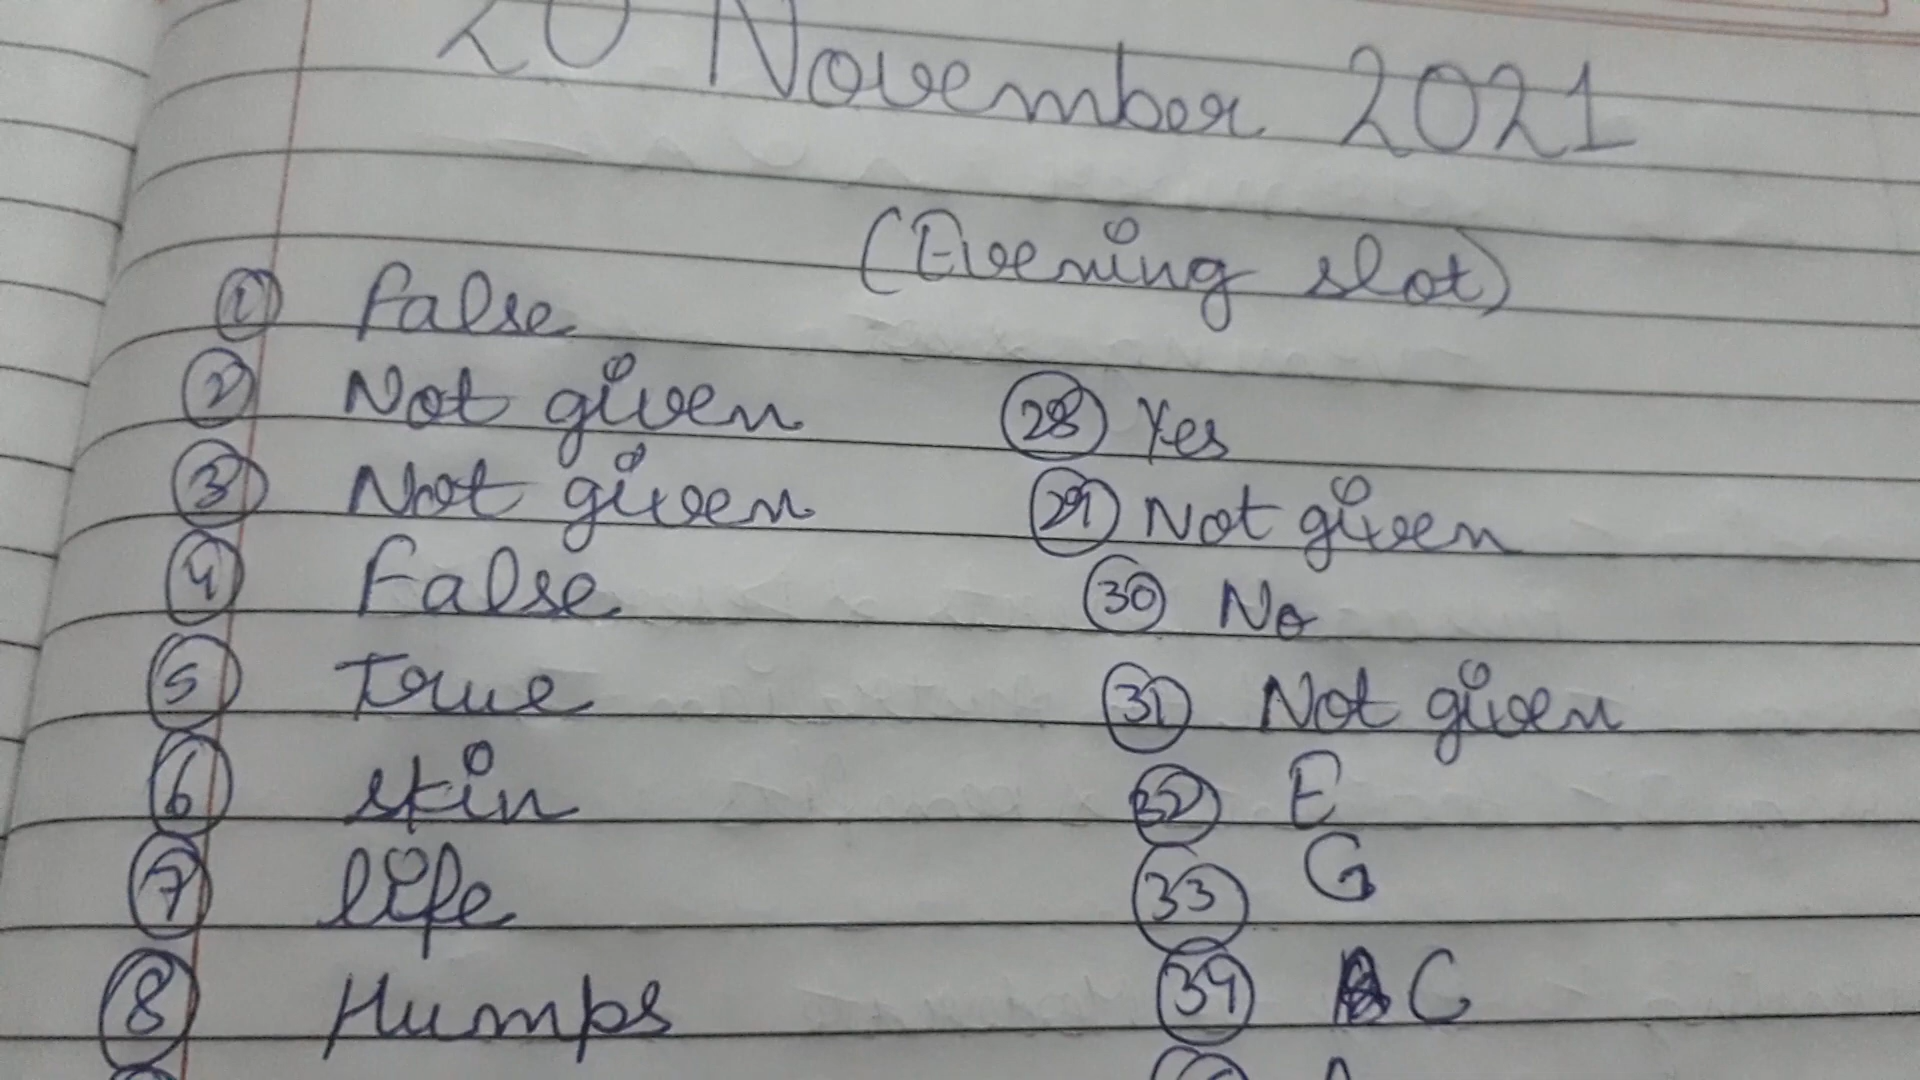 20 November 2021
(Evening slot)
① False
② Not given
③ Not given
④ False
⑤ True
⑥ skin
⑦ life
⑧ Humps
㉘ Yes
㉙ Not given
㉚ No
㉛ Not given
㉜ E
㉝ G
㉞ C